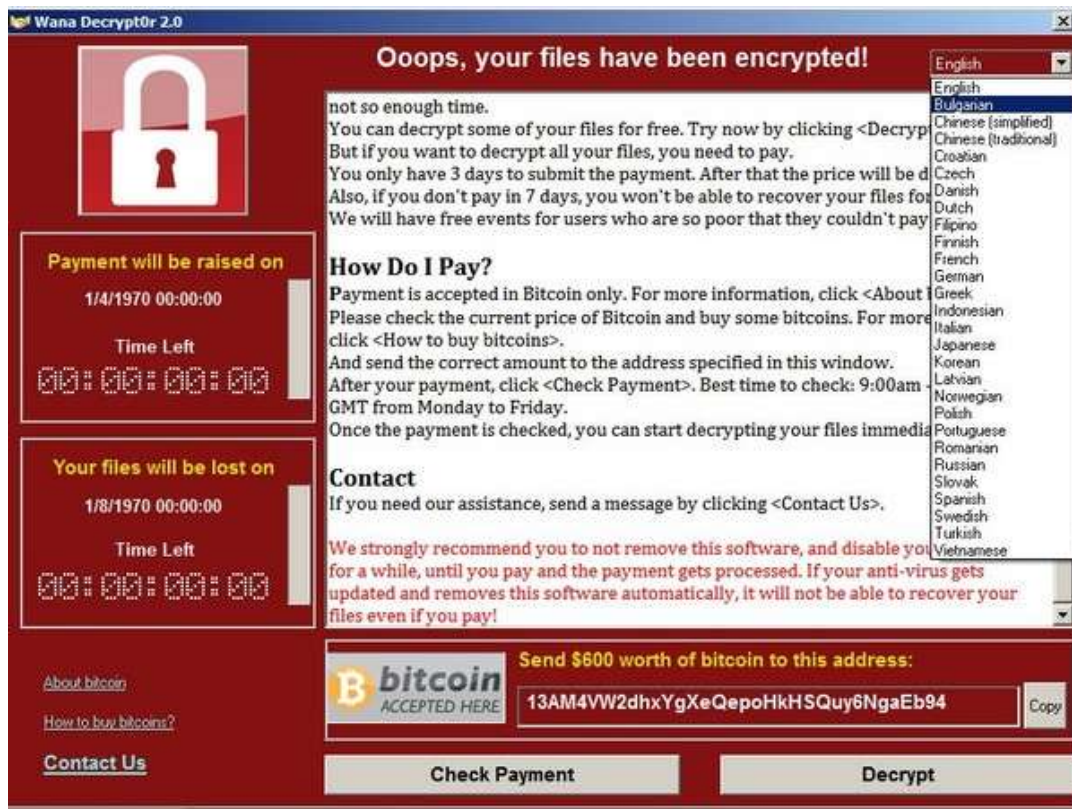 Wana Decrypt0r 2.0
Ooops, your files have been encrypted!
English
English
Bulgarian
Chinese (simplified)
Chinese (traditional)
Croatian
Czech
Danish
Dutch
Filipino
Finnish
French
German
Greek
Indonesian
Italian
Japanese
Korean
Latvian
Norwegian
Polish
Portuguese
Romanian
Russian
Slovak
Spanish
Swedish
Turkish
Vietnamese
Payment will be raised on
1/4/1970 00:00:00
Time Left
00:00:00:00
Your files will be lost on
1/8/1970 00:00:00
Time Left
00:00:00:00
About bitcoin
How to buy bitcoins?
Contact Us
not so enough time.
You can decrypt some of your files for free. Try now by clicking <Decryp
But if you want to decrypt all your files, you need to pay.
You only have 3 days to submit the payment. After that the price will be d
Also, if you don't pay in 7 days, you won't be able to recover your files fo
We will have free events for users who are so poor that they couldn't pay
How Do I Pay?
Payment is accepted in Bitcoin only. For more information, click <About
Please check the current price of Bitcoin and buy some bitcoins. For more
click <How to buy bitcoins>.
And send the correct amount to the address specified in this window.
After your payment, click <Check Payment>. Best time to check: 9:00am -
GMT from Monday to Friday.
Once the payment is checked, you can start decrypting your files immedia
Contact
If you need our assistance, send a message by clicking <Contact Us>.
We strongly recommend you to not remove this software, and disable yo
for a while, until you pay and the payment gets processed. If your anti-virus gets
updated and removes this software automatically, it will not be able to recover your
files even if you pay!
bitcoin
ACCEPTED HERE
Send $600 worth of bitcoin to this address:
13AM4VW2dhxYgXeQepoHkHSQuy6NgaEb94
Copy
Check Payment
Decrypt